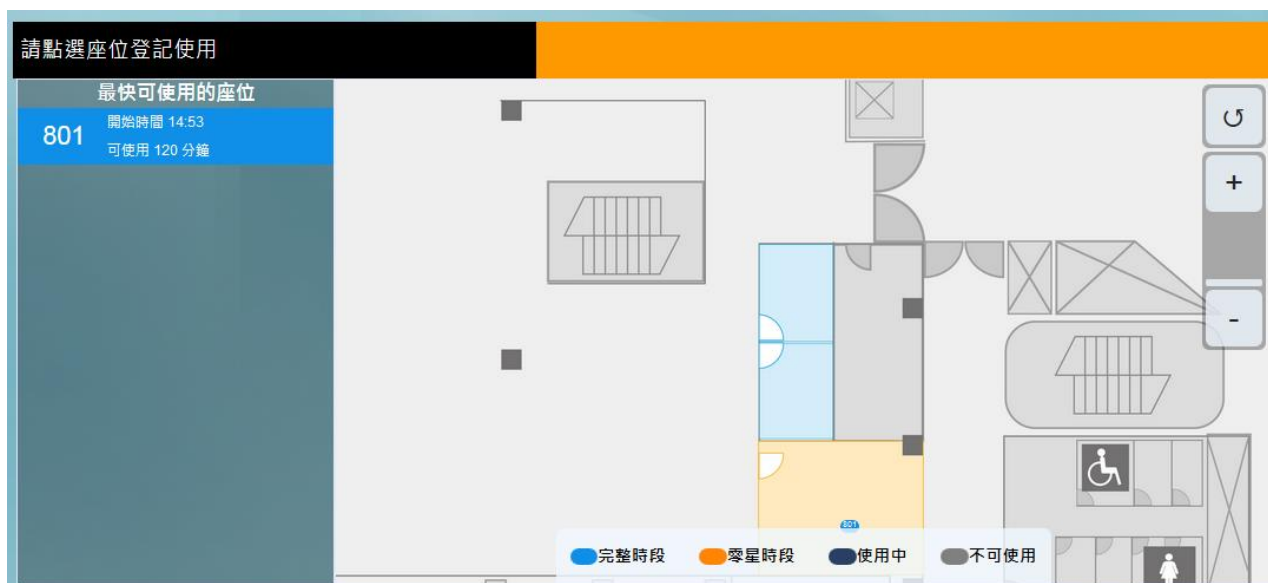 請點選座位登記使用
最快可使用的座位
801
開始時間 14:53
可使用 120 分鐘
+
-
801
完整時段
零星時段
使用中
不可使用